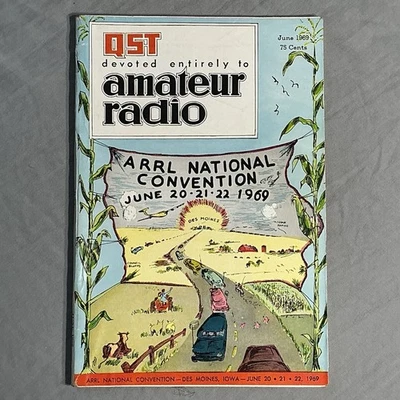 QST
June 1969
75 Cents
devoted entirely to
amateur
radio
ARRL NATIONAL
CONVENTION
JUNE 20·21·22 1969
DES MOINES
ARRL NATIONAL CONVENTION — DES MOINES, IOWA — JUNE 20 • 21 • 22, 1969